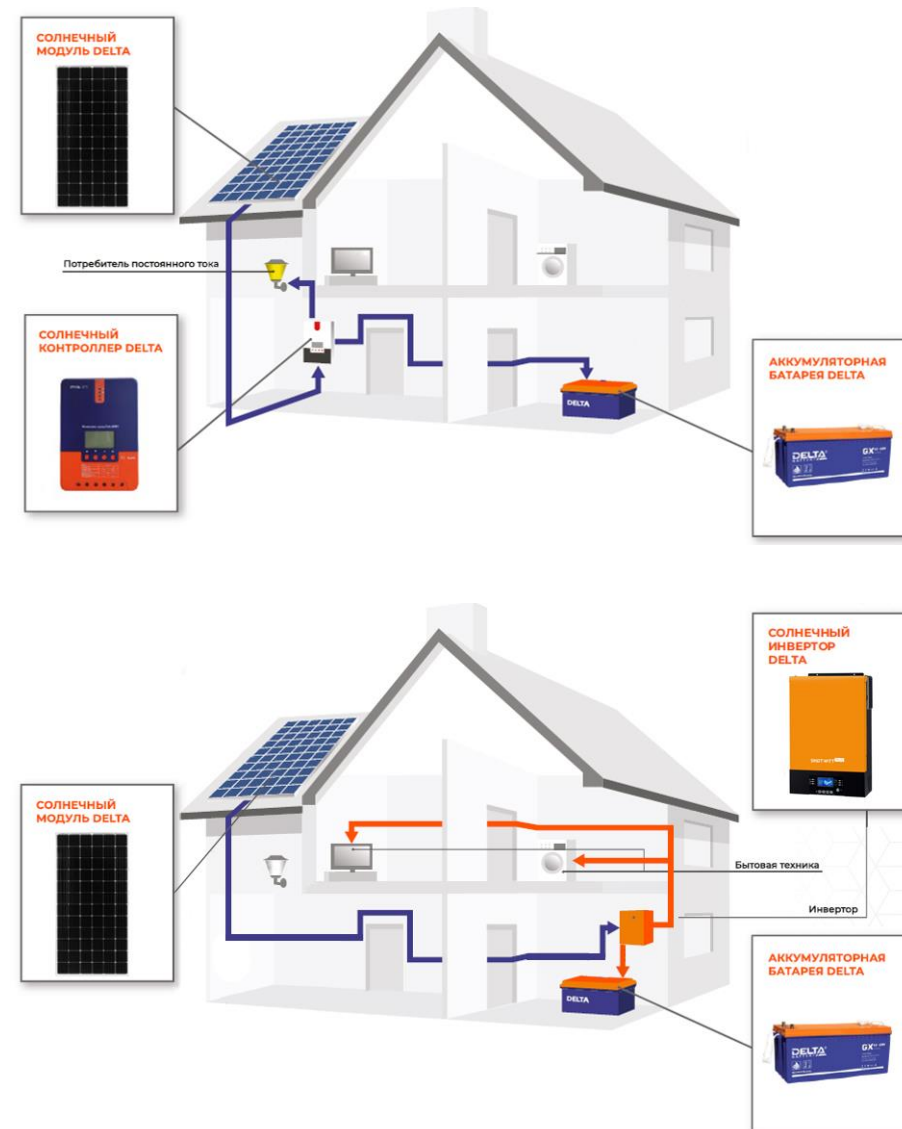 СОЛНЕЧНЫЙ
МОДУЛЬ DELTA
Потребитель постоянного тока
СОЛНЕЧНЫЙ
КОНТРОЛЛЕР DELTA
DELTA
АККУМУЛЯТОРНАЯ
БАТАРЕЯ DELTA
DELTA
GX
СОЛНЕЧНЫЙ
ИНВЕРТОР
DELTA
СОЛНЕЧНЫЙ
МОДУЛЬ DELTA
Бытовая техника
Инвертор
DELTA
АККУМУЛЯТОРНАЯ
БАТАРЕЯ DELTA
DELTA
GX